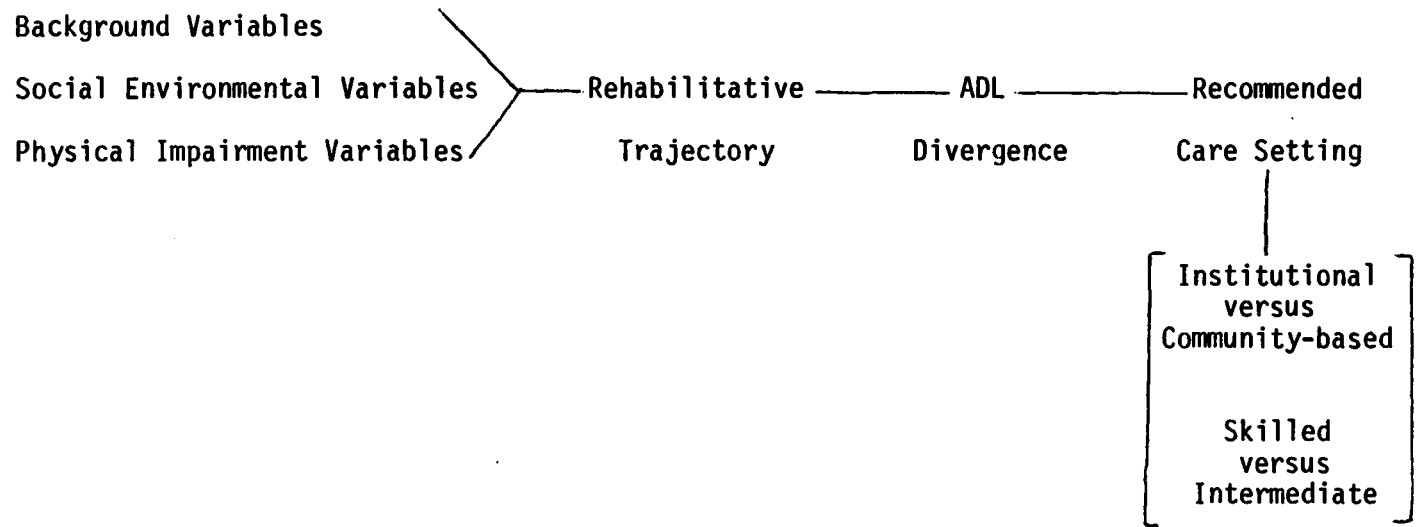 Background Variables
Social Environmental Variables Rehabilitative ADL Recommended
Physical Impairment Variables Trajectory Divergence Care Setting
Institutional
versus
Community-based
Skilled
versus
Intermediate